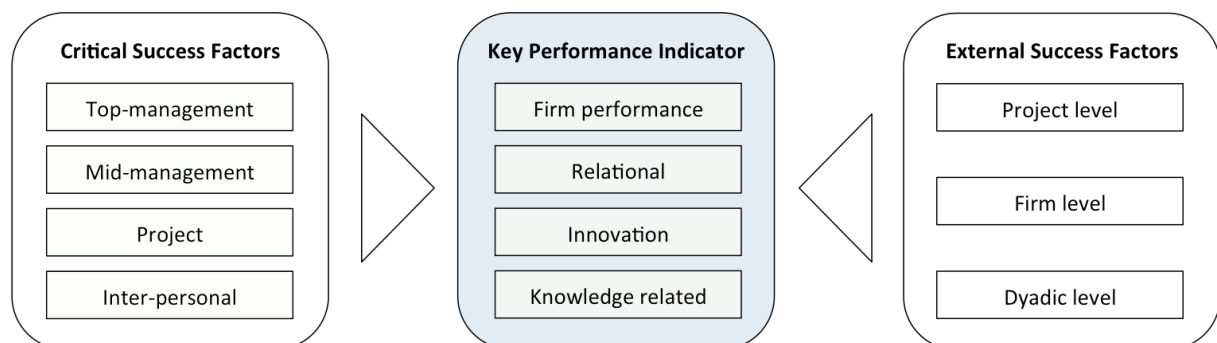 Critical Success Factors
Top-management
Mid-management
Project
Inter-personal
Key Performance Indicator
Firm performance
Relational
Innovation
Knowledge related
External Success Factors
Project level
Firm level
Dyadic level